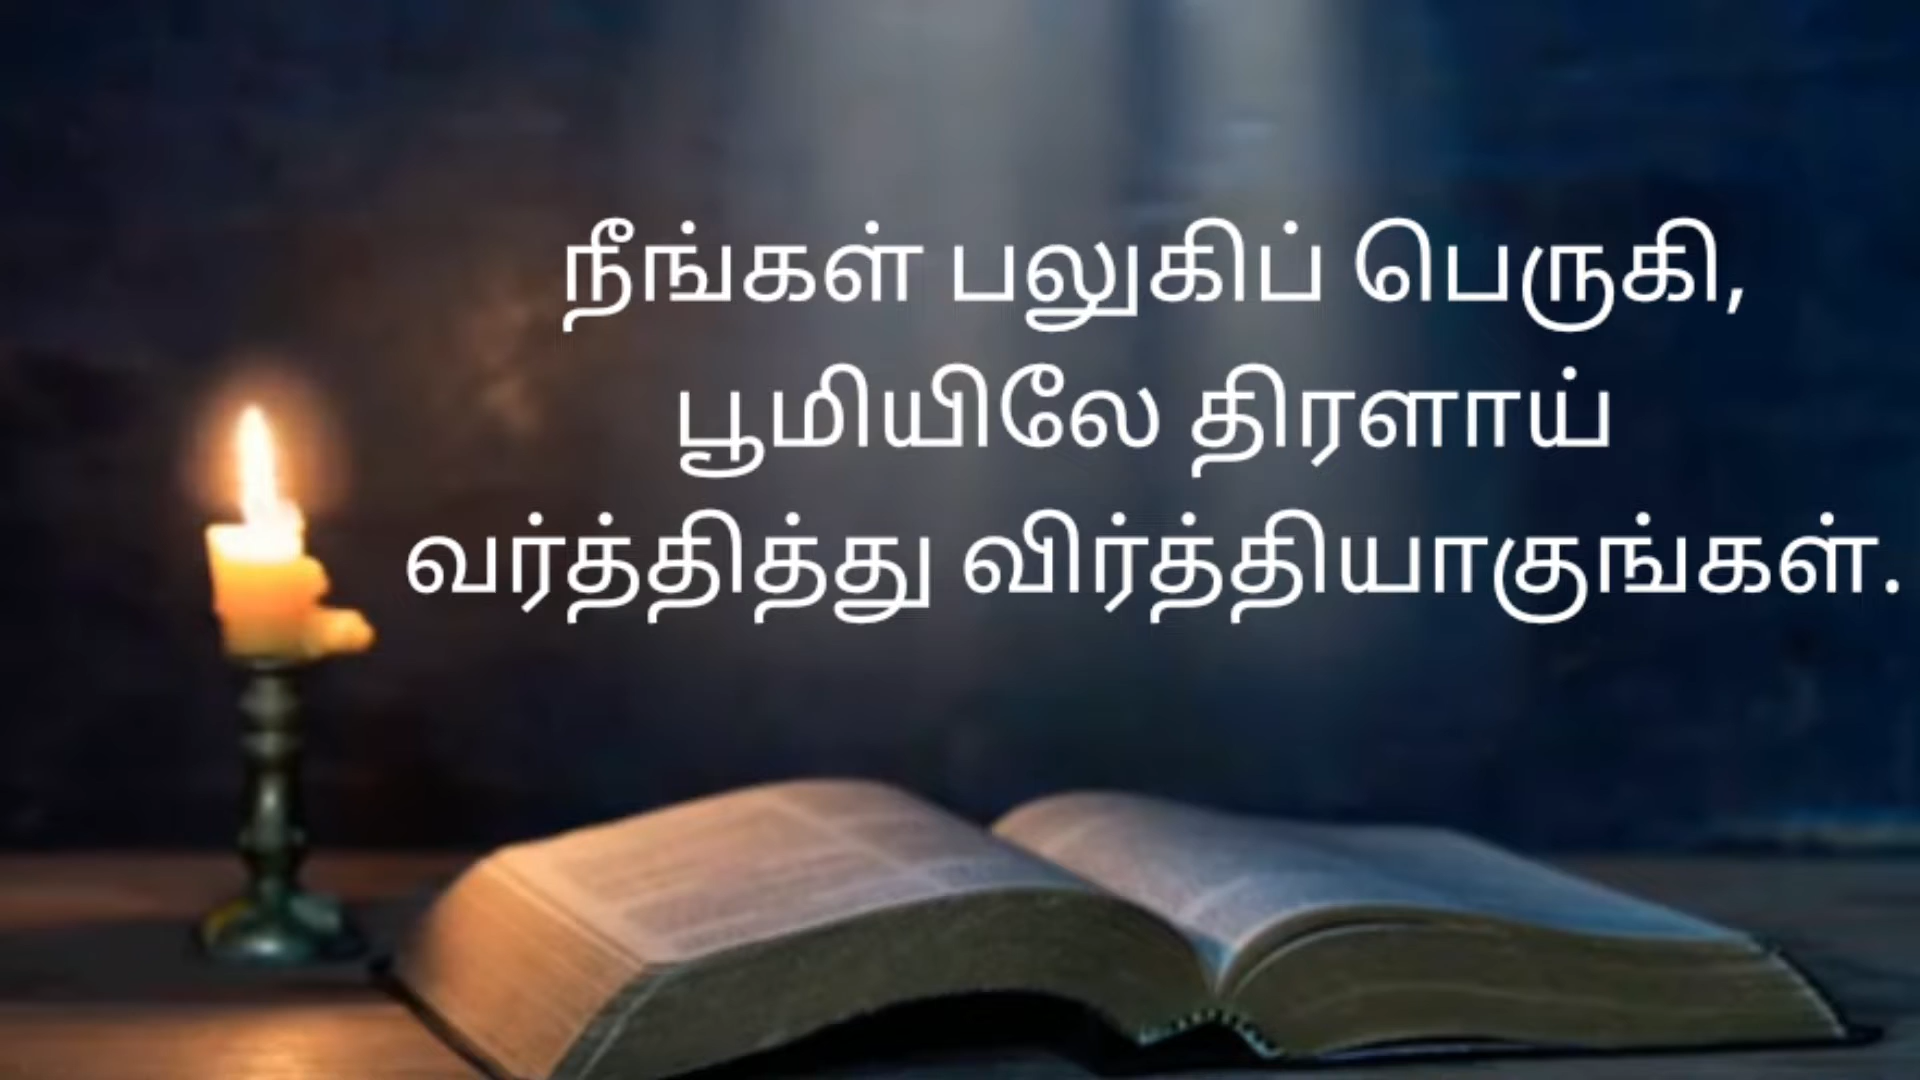 நீங்கள் பலுகிப் பெருகி,
பூமியிலே திரளாய்
வர்த்தித்து விர்த்தியாகுங்கள்.